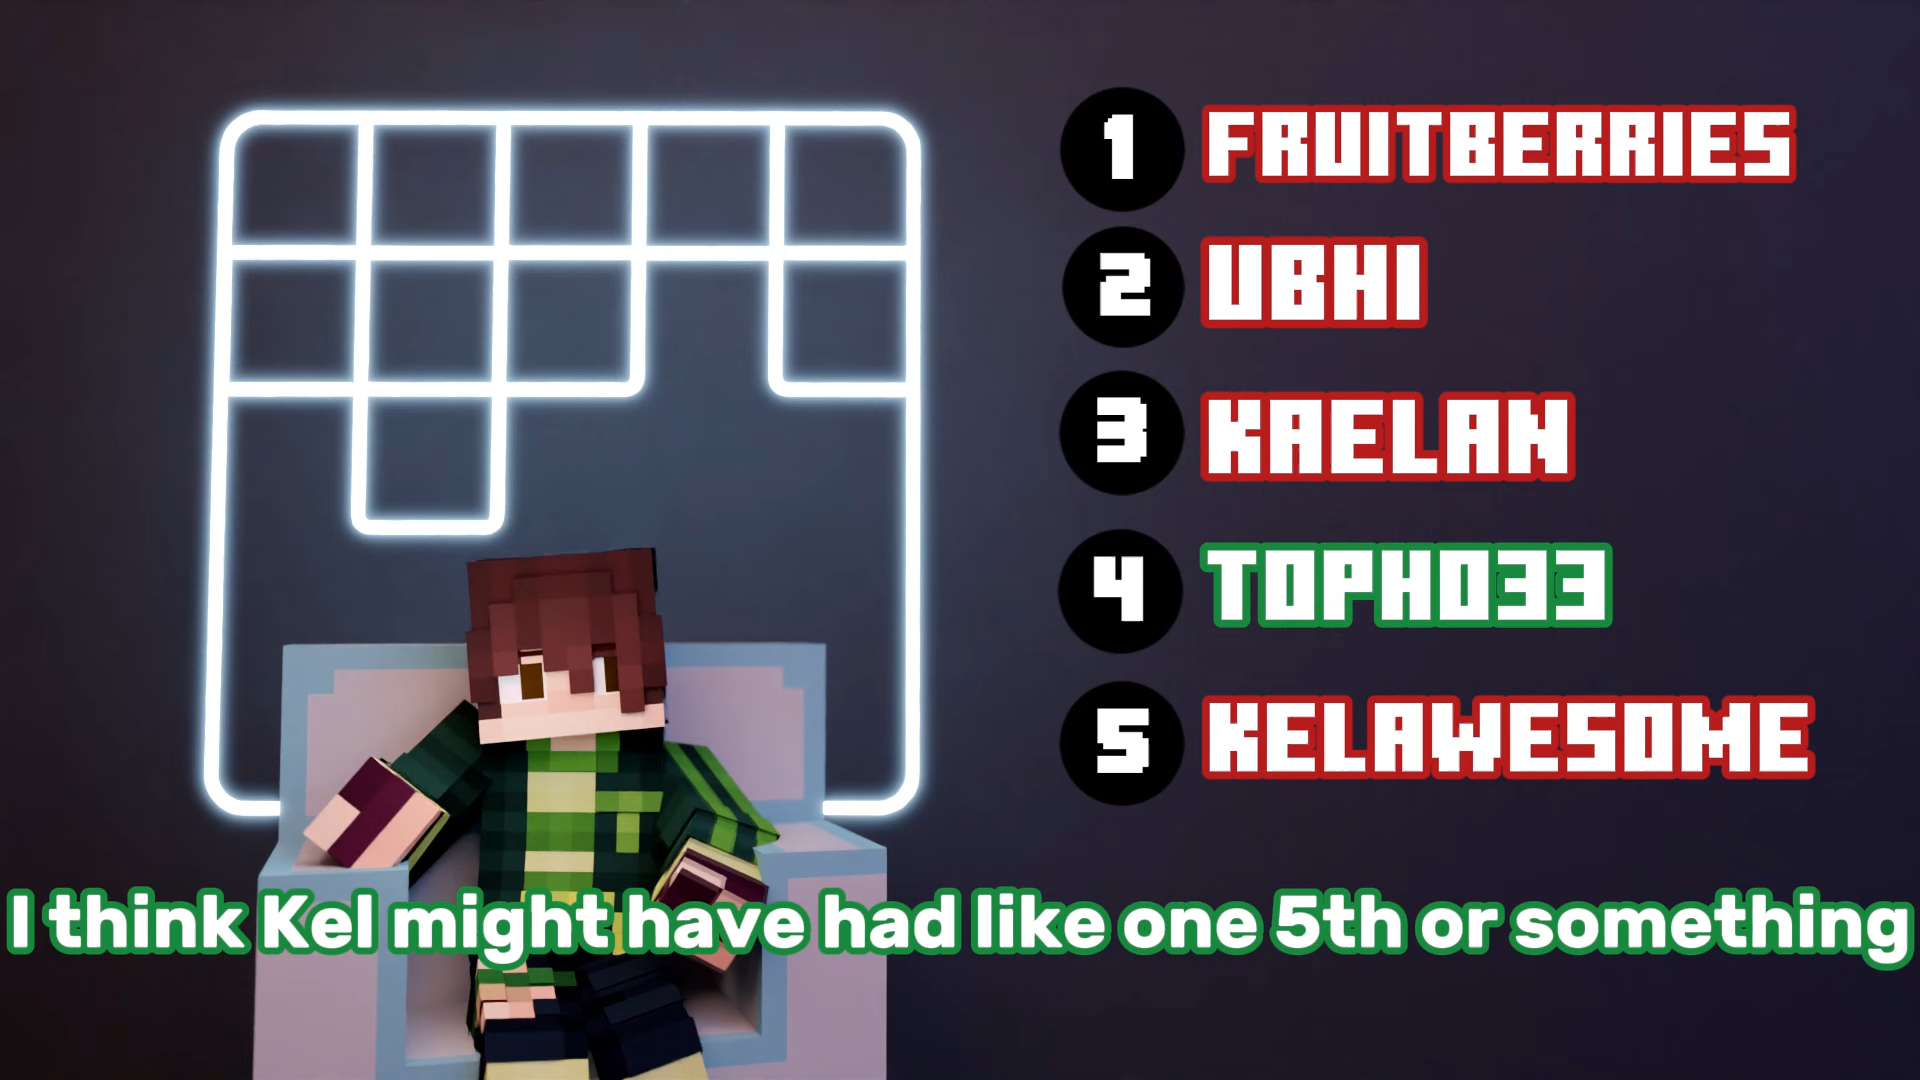 1 FRUITBERRIES
2 UBHI
3 KAELAN
4 TOPHO33
5 KELAWESOME
I think Kel might have had like one 5th or something